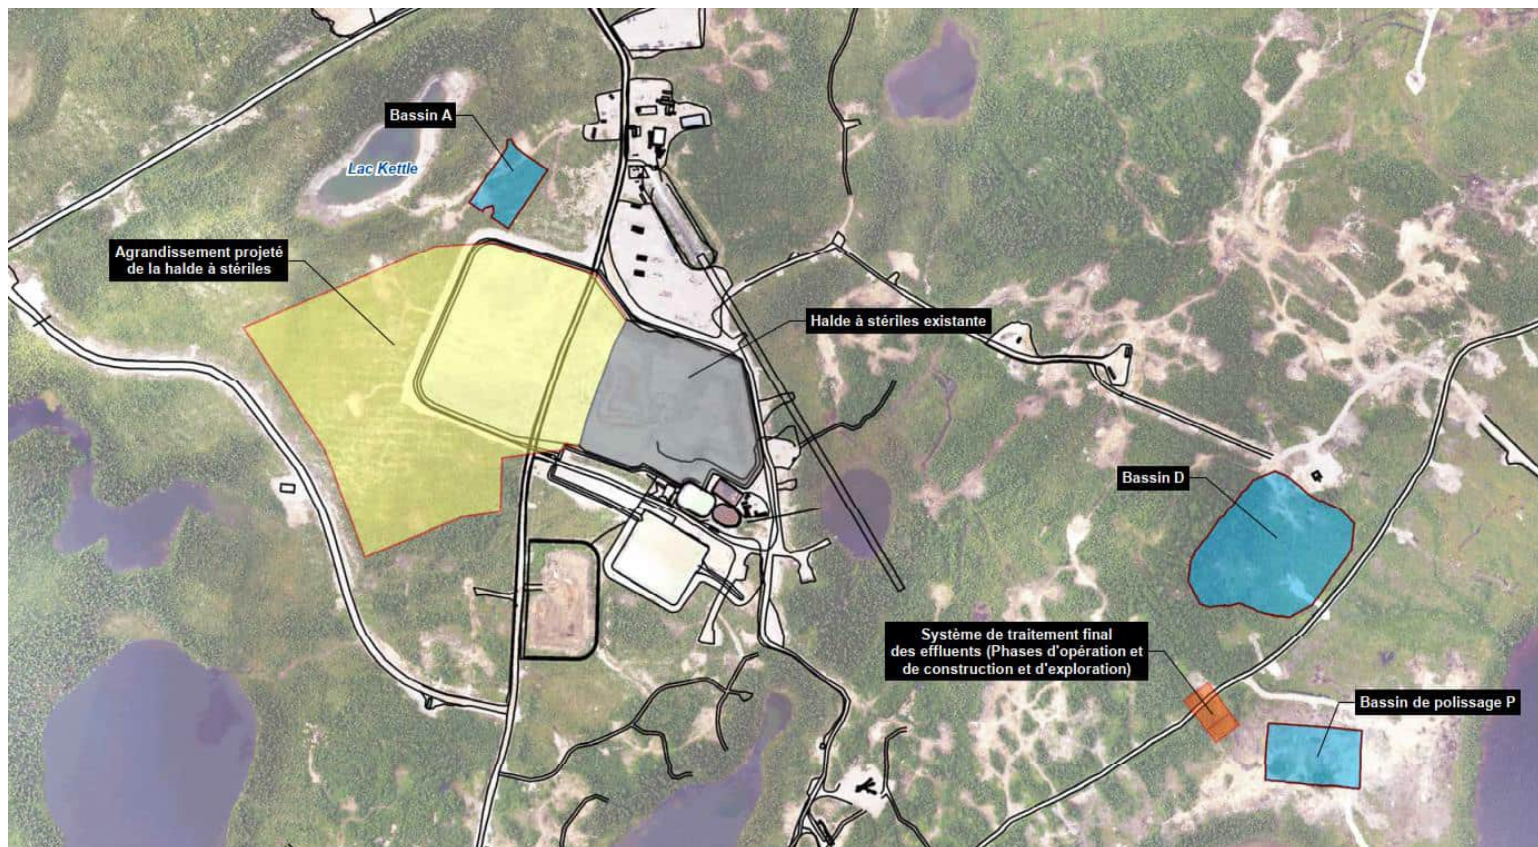 Bassin A
Lac Kettle
Agrandissement projeté
de la halde à stériles
Halde à stériles existante
Bassin D
Système de traitement final
des effluents (Phases d'opération et
de construction et d'exploration)
Bassin de polissage P